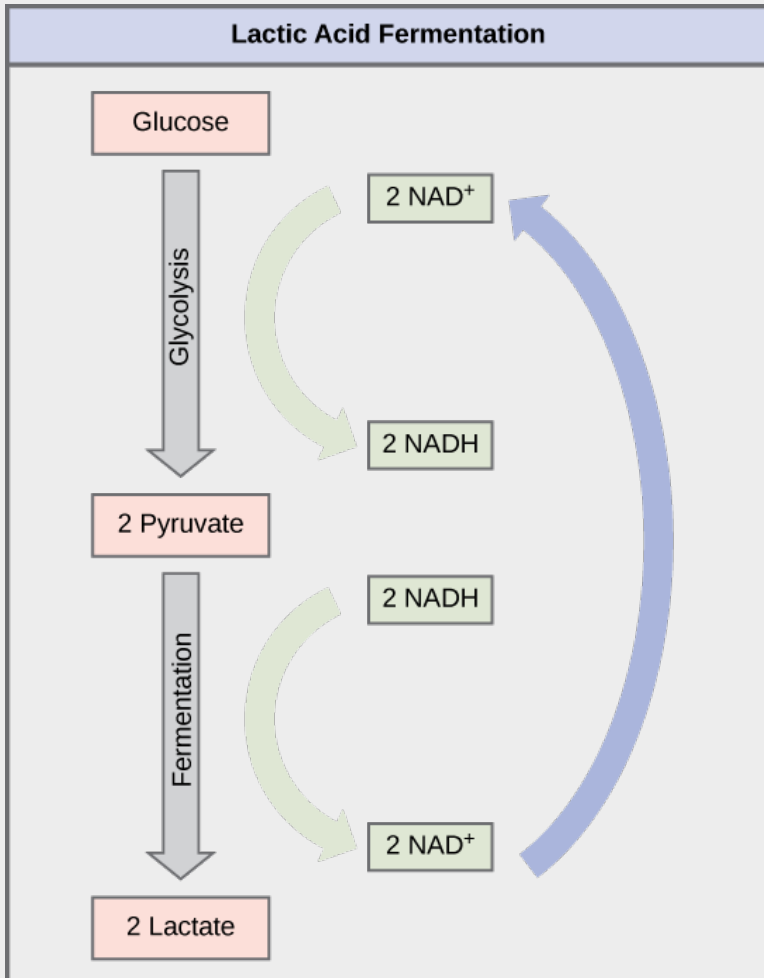 Lactic Acid Fermentation
Glucose
2 NAD⁺
Glycolysis
2 NADH
2 Pyruvate
2 NADH
Fermentation
2 NAD⁺
2 Lactate